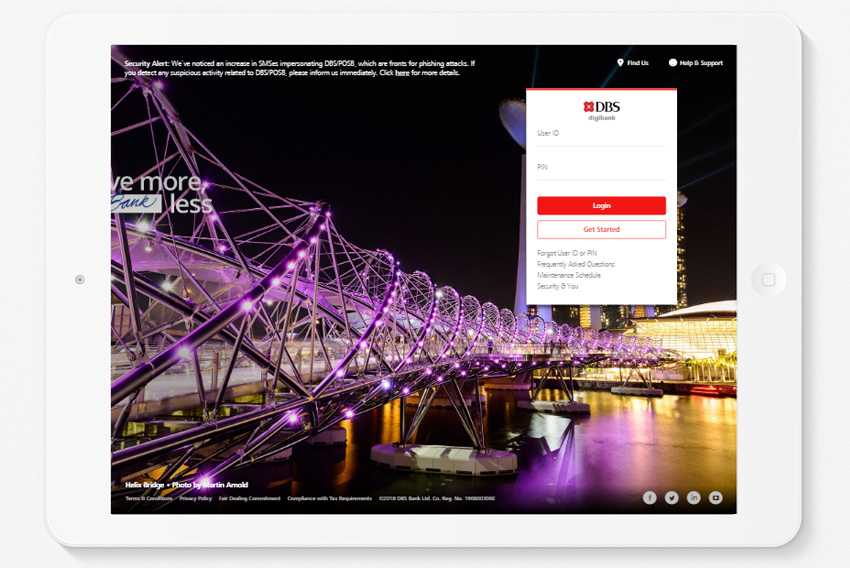 Security Alert: We've noticed an increase in SMSes impersonating DBS/POSB, which are fronts for phishing attacks. If
you detect any suspicious activity related to DBS/POSB, please inform us immediately. Click here for more details.
Find Us
Help & Support
DBS
digibank
User ID
PIN
Login
Get Started
Forgot User ID or PIN
Frequently Asked Questions
Maintenance Schedule
Security & You
ve more,
Bank less
Helix Bridge • Photo by Martin Arnold
Terms & Conditions Privacy Policy Fair Dealing Commitment Compliance with Tax Requirements ©2018 DBS Bank Ltd. Co. Reg. No. 196800306E
f
in